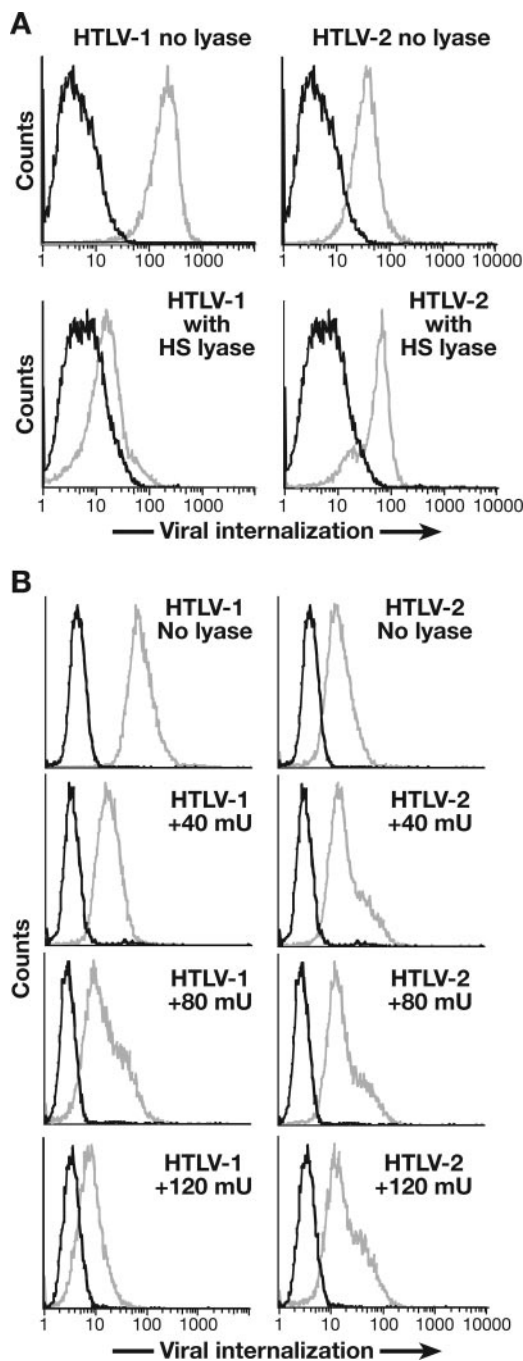 A
HTLV-1 no lyase
HTLV-2 no lyase
Counts
1 10 100 1000
1 10 100 1000 10000
HTLV-1
with
HS lyase
HTLV-2
with
HS lyase
Counts
1 10 100 1000
1 10 100 1000 10000
Viral internalization
B
HTLV-1
No lyase
HTLV-2
No lyase
HTLV-1
+40 mU
HTLV-2
+40 mU
Counts
HTLV-1
+80 mU
HTLV-2
+80 mU
HTLV-1
+120 mU
HTLV-2
+120 mU
1 10 100 1000
1 10 100 1000 10000
Viral internalization